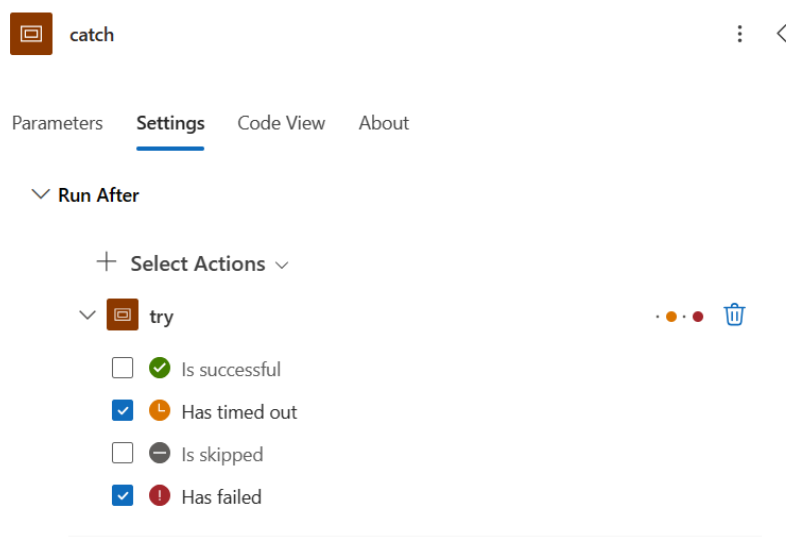 catch
Parameters Settings Code View About
Run After
Select Actions
try
Is successful
Has timed out
Is skipped
Has failed